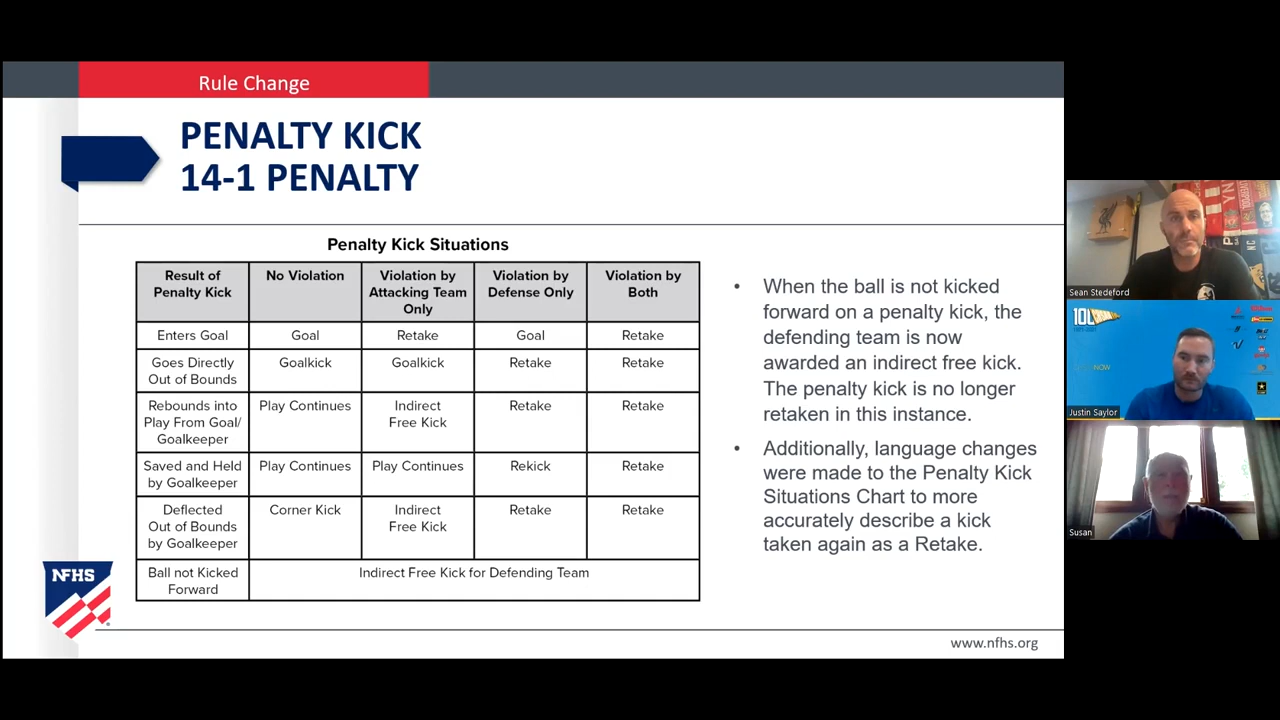 Rule Change
PENALTY KICK
14-1 PENALTY
Penalty Kick Situations
Result of
Penalty Kick
No Violation
Violation by
Attacking Team
Only
Violation by
Defense Only
Violation by
Both
Enters Goal
Goal
Retake
Goal
Retake
Goes Directly
Out of Bounds
Goalkick
Goalkick
Retake
Retake
Rebounds into
Play From Goal/
Goalkeeper
Play Continues
Indirect
Free Kick
Retake
Retake
Saved and Held
by Goalkeeper
Play Continues
Play Continues
Rekick
Retake
Deflected
Out of Bounds
by Goalkeeper
Corner Kick
Indirect
Free Kick
Retake
Retake
Ball not Kicked
Forward
Indirect Free Kick for Defending Team
• When the ball is not kicked
forward on a penalty kick, the
defending team is now
awarded an indirect free kick.
The penalty kick is no longer
retaken in this instance.
• Additionally, language changes
were made to the Penalty Kick
Situations Chart to more
accurately describe a kick
taken again as a Retake.
NFHS
www.nfhs.org
Sean Stedeford
Justin Saylor
Susan